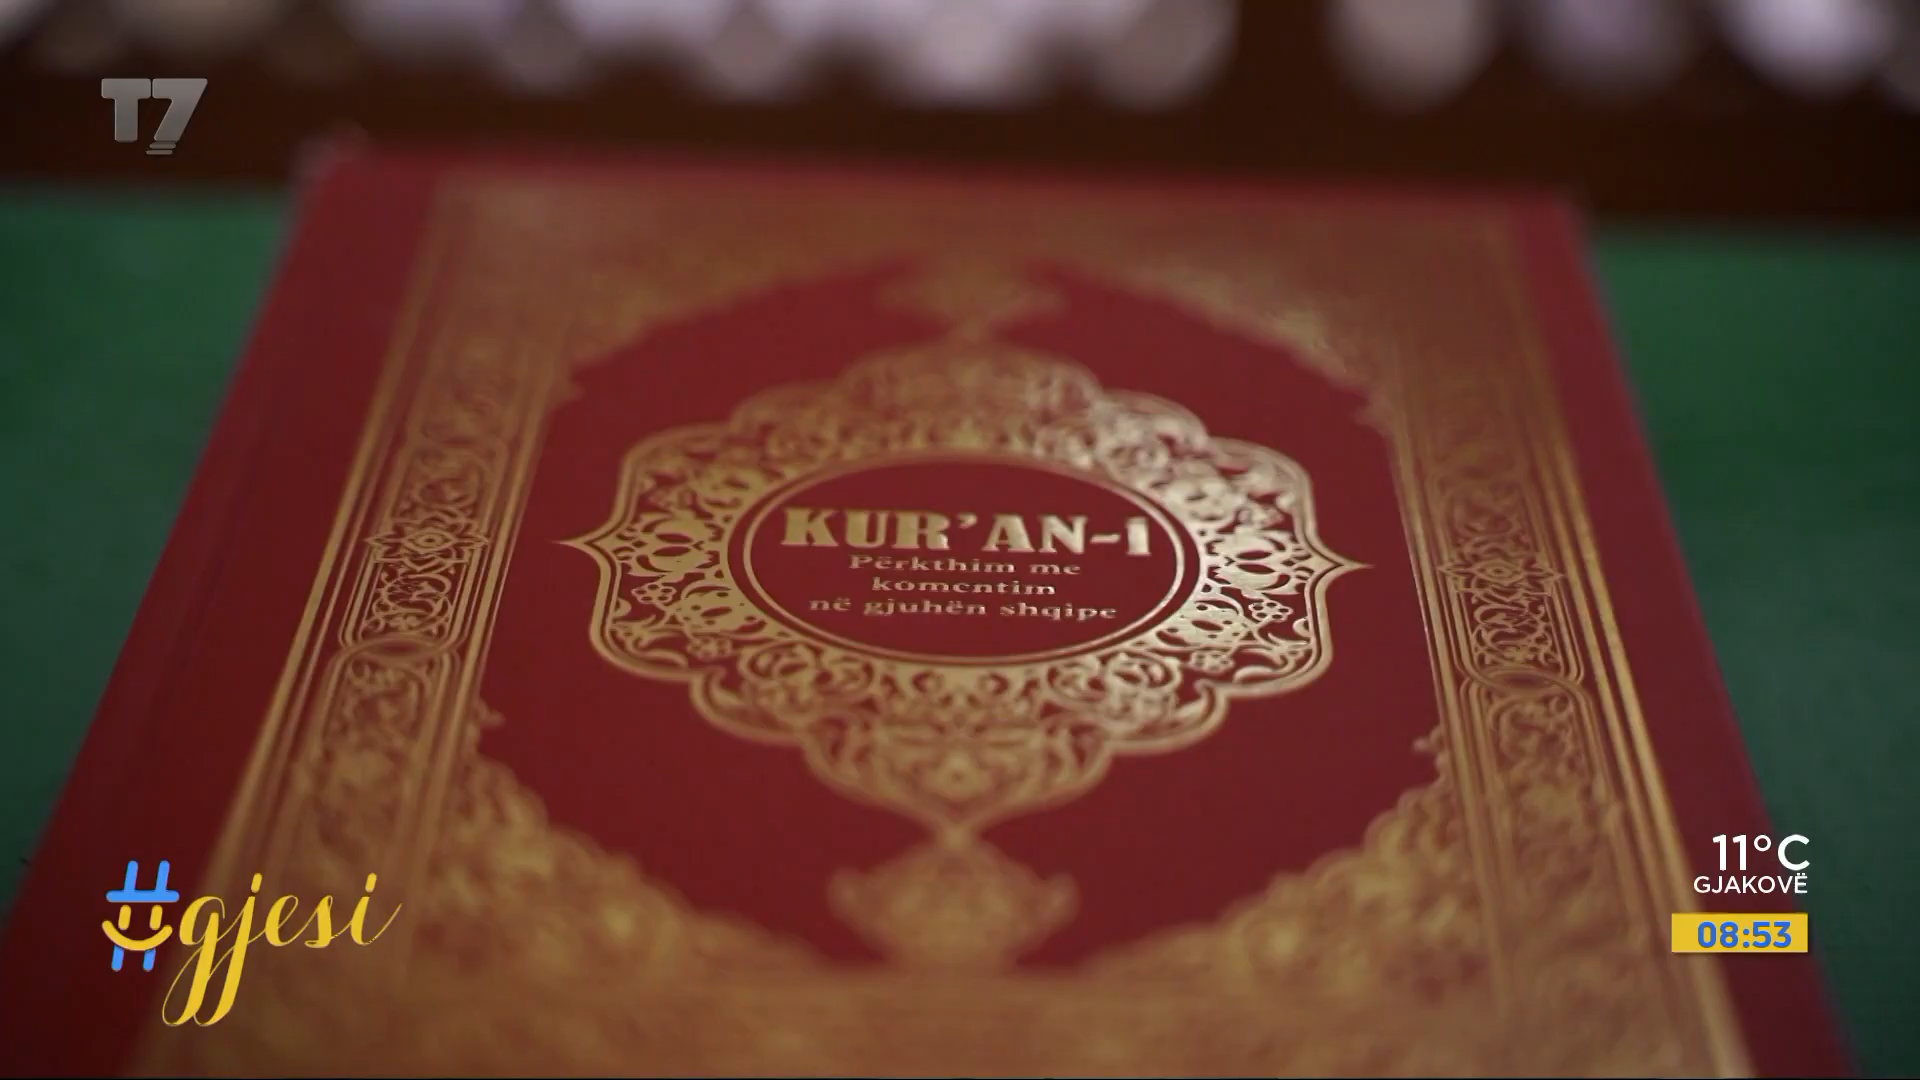 T7
KUR'AN-i
Përkthim me
komentim
në gjuhën shqipe
#gjesi
11°C
GJAKOVË
08:53